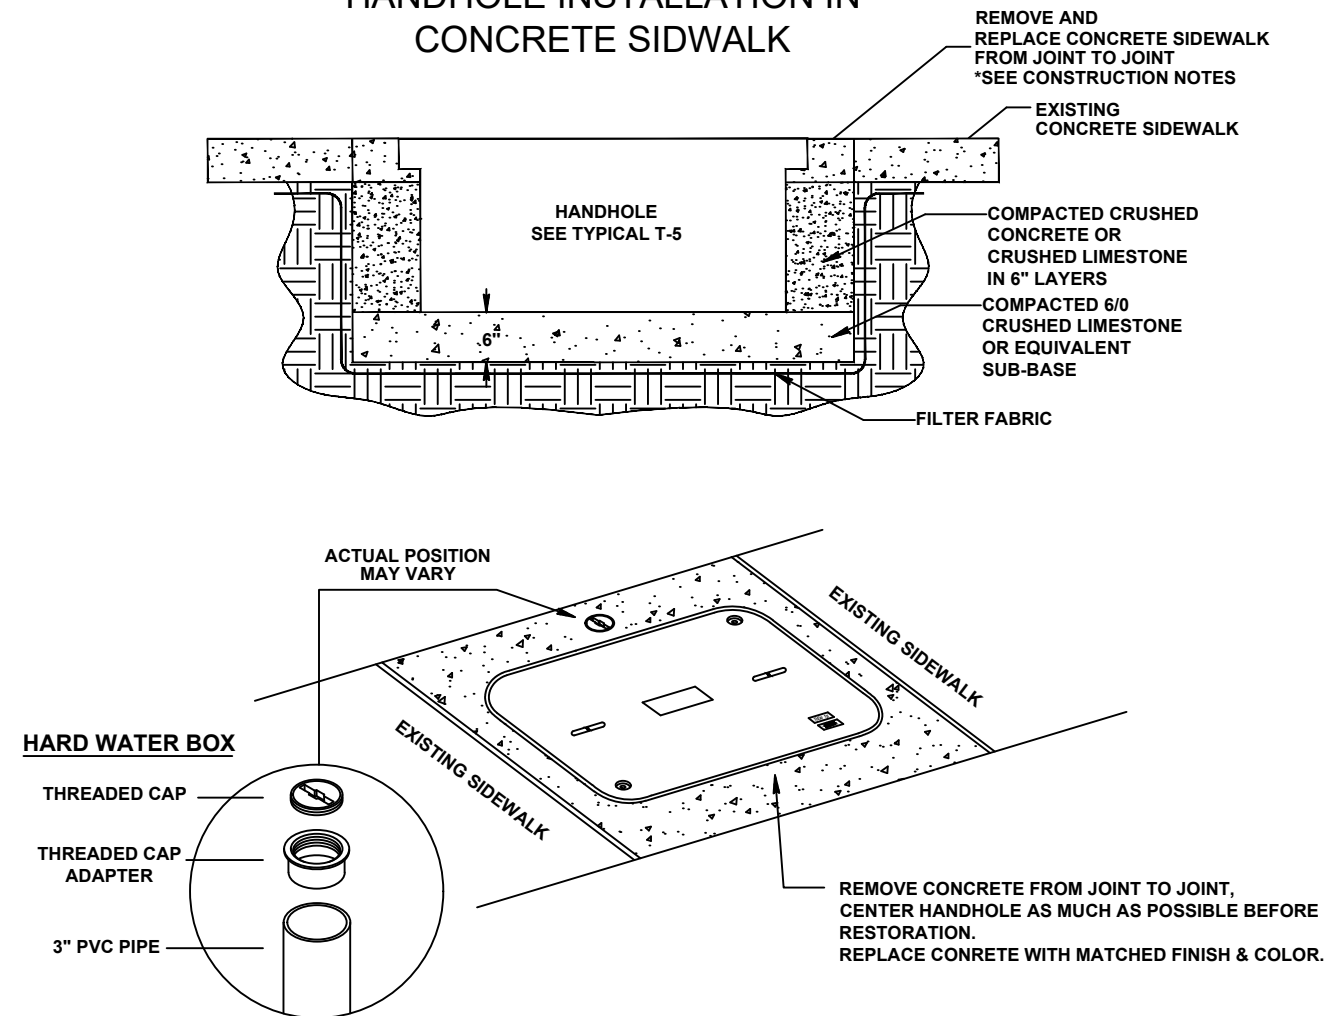 HANDHOLE INSTALLATION IN
CONCRETE SIDWALK
REMOVE AND
REPLACE CONCRETE SIDEWALK
FROM JOINT TO JOINT
*SEE CONSTRUCTION NOTES
EXISTING
CONCRETE SIDEWALK
HANDHOLE
SEE TYPICAL T-5
COMPACTED CRUSHED
CONCRETE OR
CRUSHED LIMESTONE
IN 6" LAYERS
COMPACTED 6/0
CRUSHED LIMESTONE
OR EQUIVALENT
SUB-BASE
6"
FILTER FABRIC
ACTUAL POSITION
MAY VARY
EXISTING SIDEWALK
EXISTING SIDEWALK
HARD WATER BOX
THREADED CAP
THREADED CAP
ADAPTER
3" PVC PIPE
REMOVE CONCRETE FROM JOINT TO JOINT,
CENTER HANDHOLE AS MUCH AS POSSIBLE BEFORE
RESTORATION.
REPLACE CONRETE WITH MATCHED FINISH & COLOR.